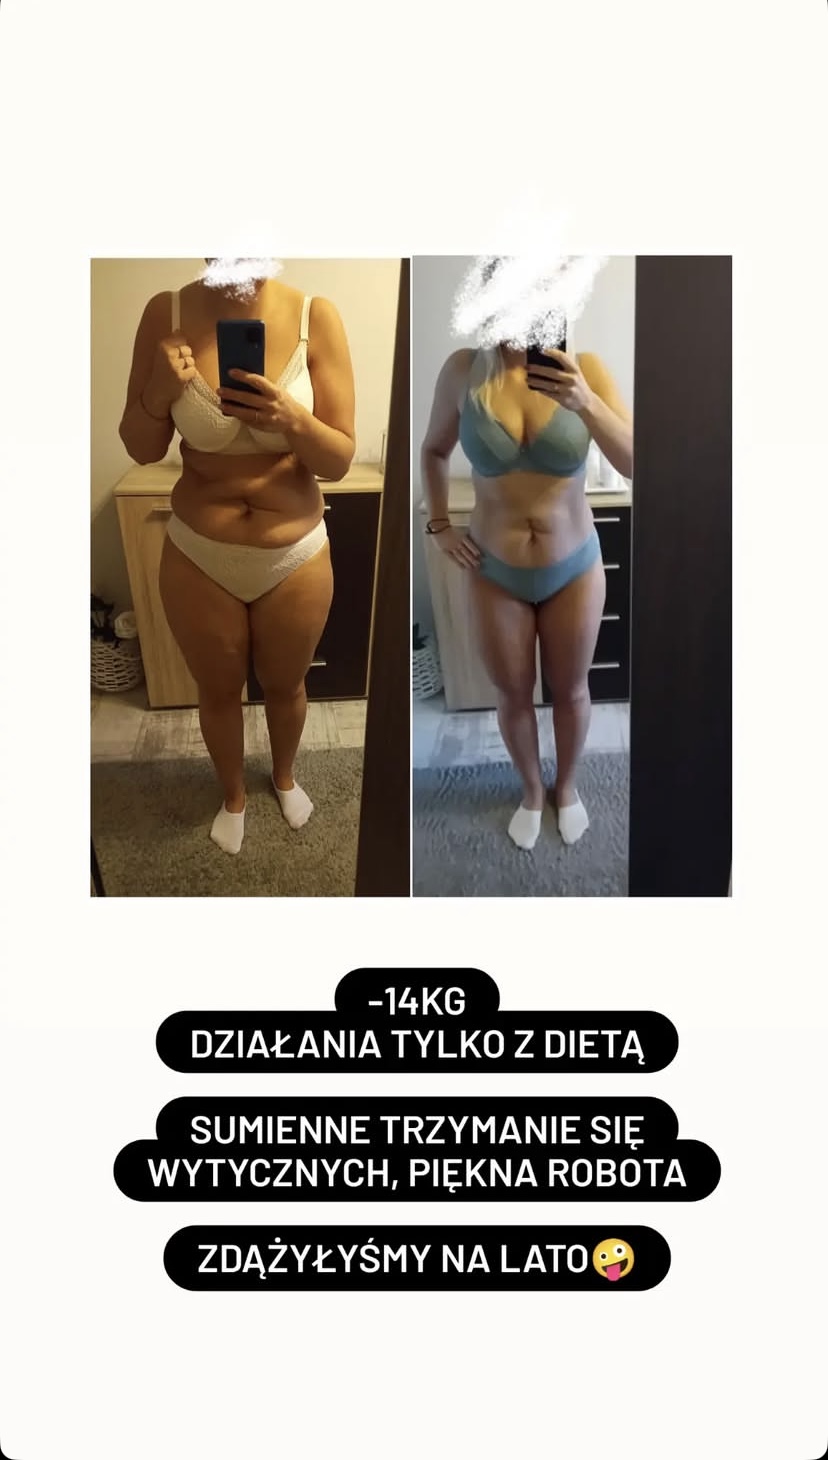 -14KG
DZIAŁANIA TYLKO Z DIETĄ
SUMIENNE TRZYMANIE SIĘ
WYTYCZNYCH, PIĘKNA ROBOTA
ZDĄŻYŁYŚMY NA LATO🤪